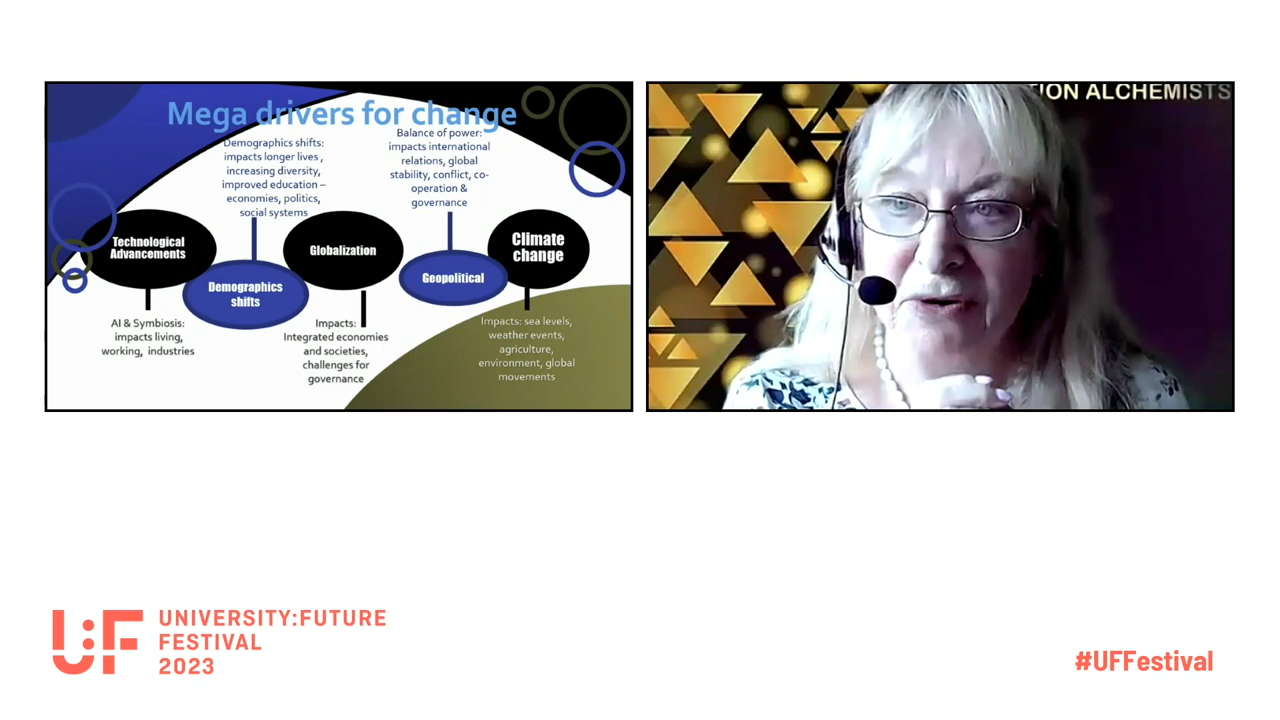 Mega drivers for change
Demographics shifts:
impacts longer lives ,
increasing diversity,
improved education –
economies, politics,
social systems
Balance of power:
impacts international
relations, global
stability, conflict, co-
operation &
governance
Technological
Advancements
Demographics
shifts
Globalization
Geopolitical
Climate
change
AI & Symbiosis:
impacts living,
working, industries
Impacts:
Integrated economies
and societies,
challenges for
governance
Impacts: sea levels,
weather events,
agriculture,
environment, global
movements
TION ALCHEMISTS
U:F
UNIVERSITY:FUTURE
FESTIVAL
2023
#UFFestival